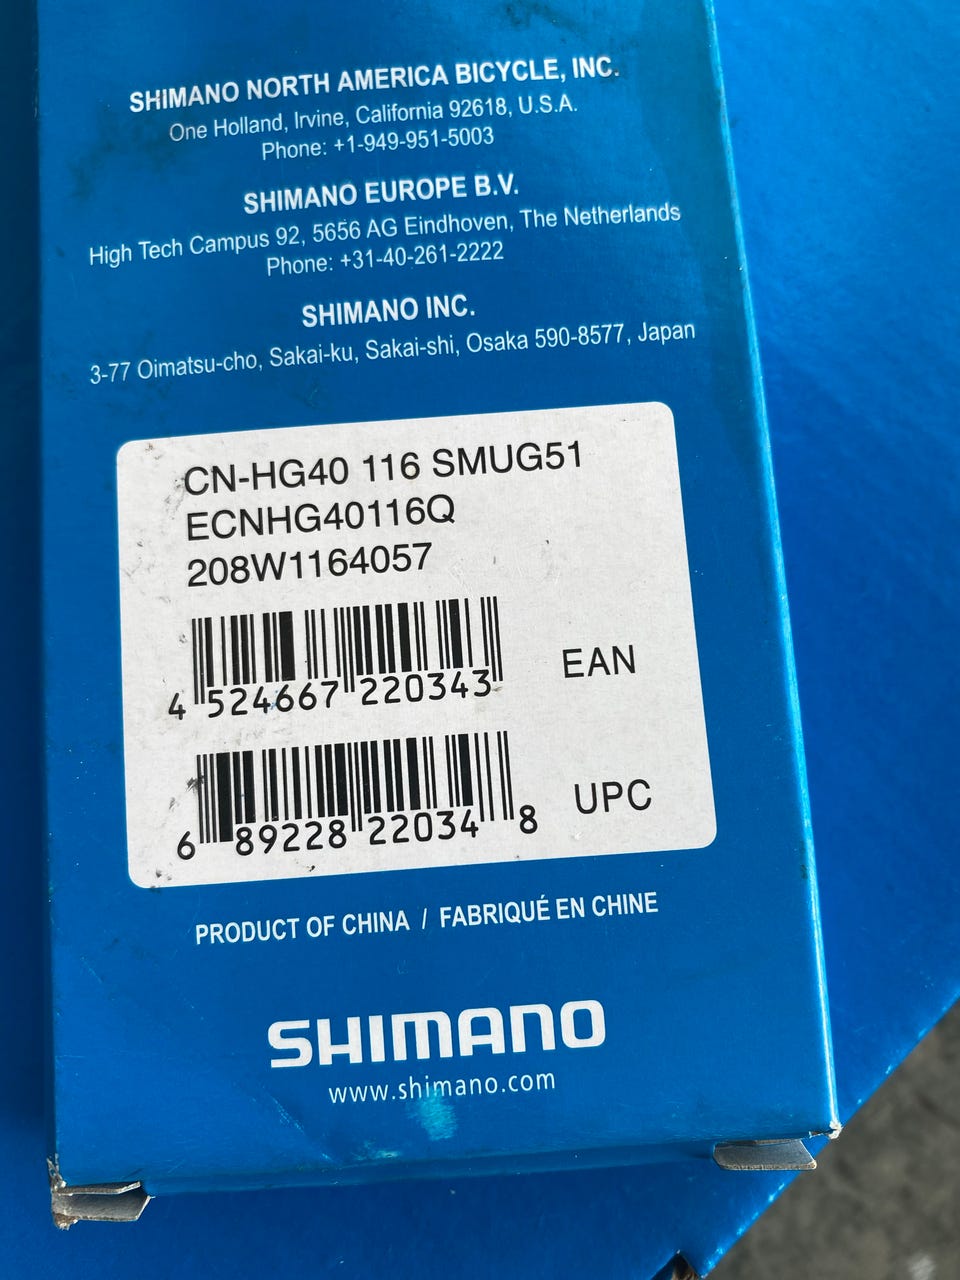 SHIMANO NORTH AMERICA BICYCLE, INC.
One Holland, Irvine, California 92618, U.S.A.
Phone: +1-949-951-5003
SHIMANO EUROPE B.V.
High Tech Campus 92, 5656 AG Eindhoven, The Netherlands
Phone: +31-40-261-2222
SHIMANO INC.
3-77 Oimatsu-cho, Sakai-ku, Sakai-shi, Osaka 590-8577, Japan
CN-HG40 116 SMUG51
ECNHG40116Q
208W1164057
4 524667 220343
EAN
6 89228 22034 8
UPC
PRODUCT OF CHINA / FABRIQUÉ EN CHINE
SHIMANO
www.shimano.com